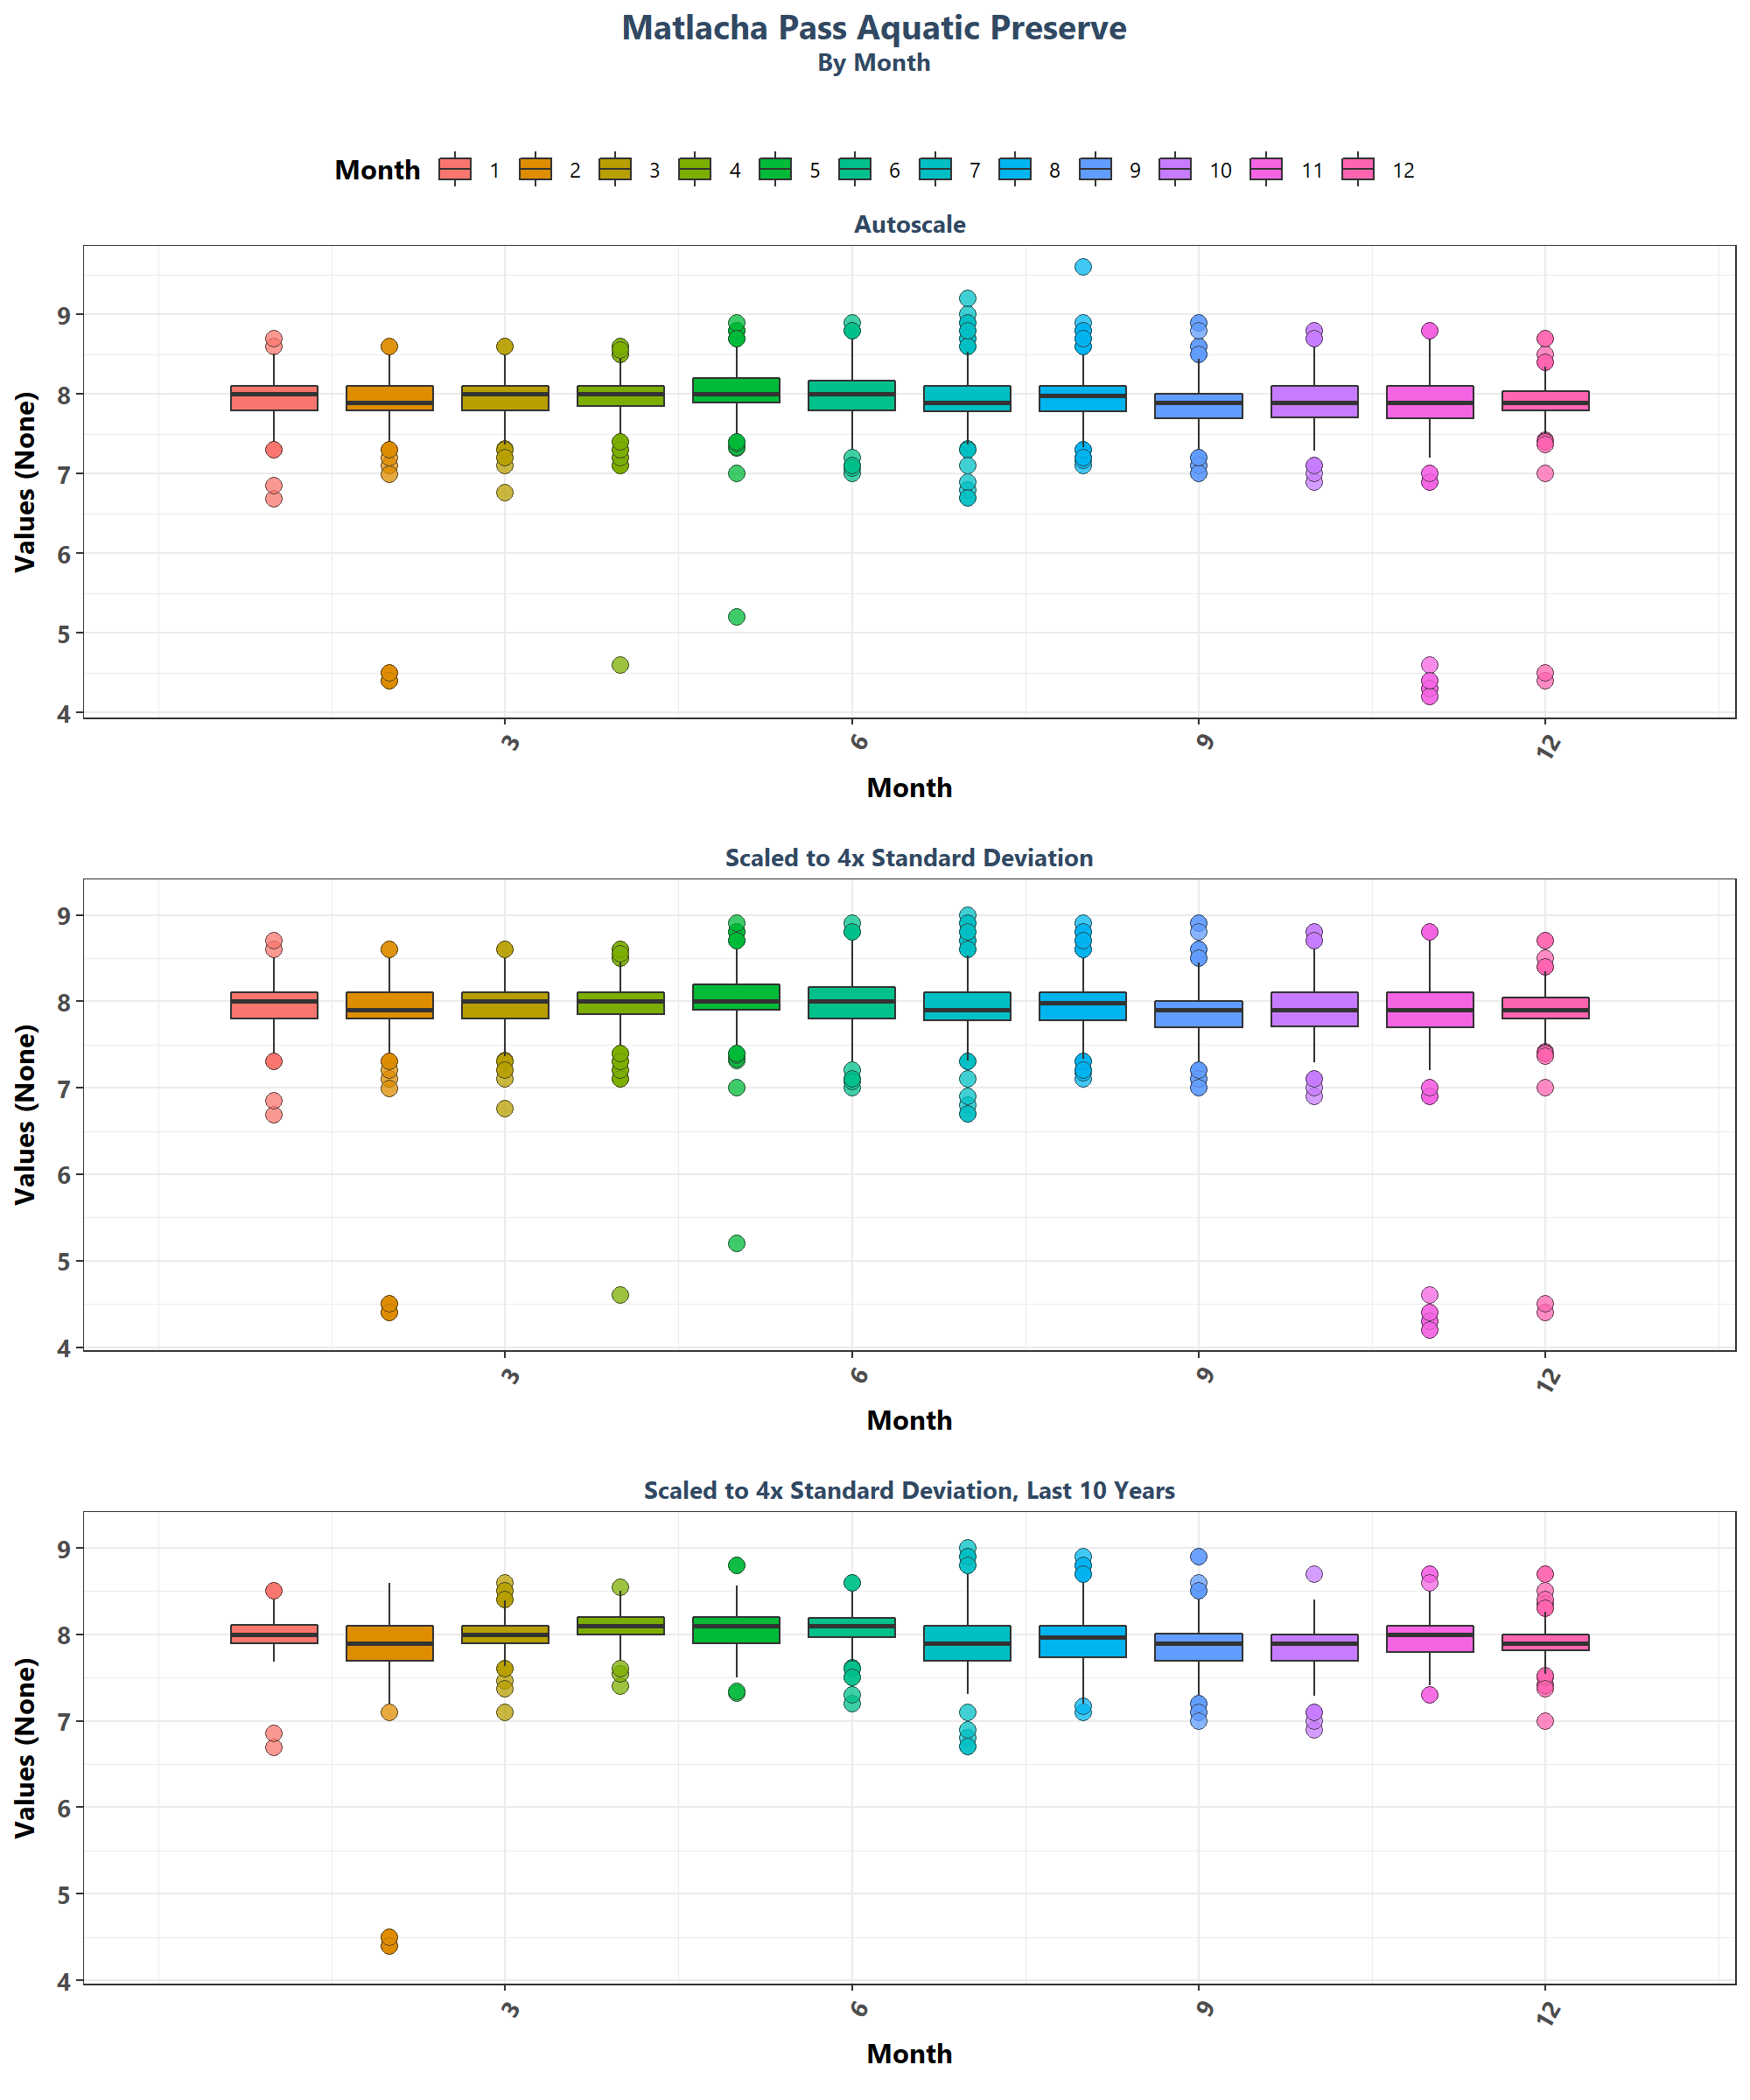 Matlacha Pass Aquatic Preserve
By Month
Month 1 2 3 4 5 6 7 8 9 10 11 12
Autoscale
Values (None)
9
8
7
6
5
4
3 6 9 12
Month
Scaled to 4x Standard Deviation
Values (None)
9
8
7
6
5
4
3 6 9 12
Month
Scaled to 4x Standard Deviation, Last 10 Years
Values (None)
9
8
7
6
5
4
3 6 9 12
Month